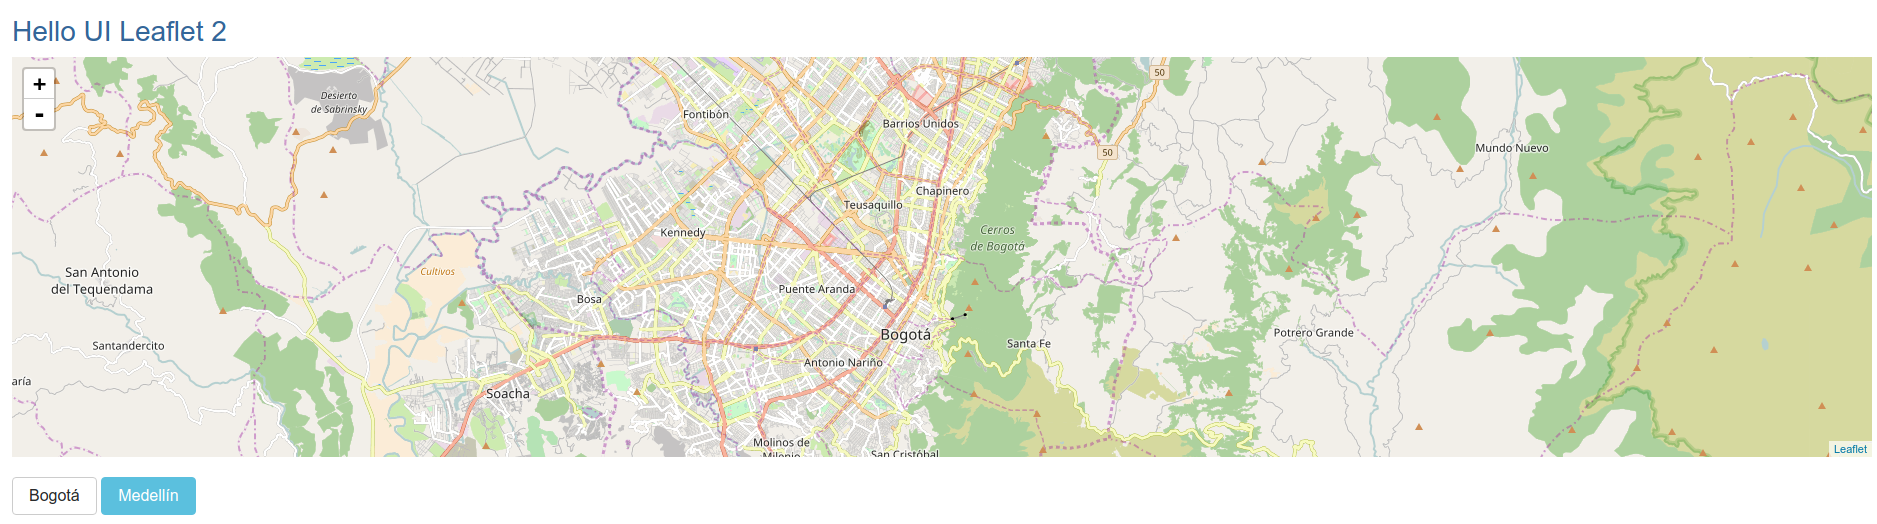 Hello UI Leaflet 2
+
-
Desierto
de Sabrinsky
50
Fontibón
Barrios Unidos
50
Mundo Nuevo
Chapinero
Teusaquillo
Kennedy
Cerros
de Bogotá
San Antonio
del Tequendama
Cultivos
Bosa
Puente Aranda
Bogotá
Potrero Grande
Santandercito
Santa Fe
Antonio Nariño
aría
Soacha
Molinos de
Milenio
San Cristóbal
Leaflet
Bogotá
Medellín